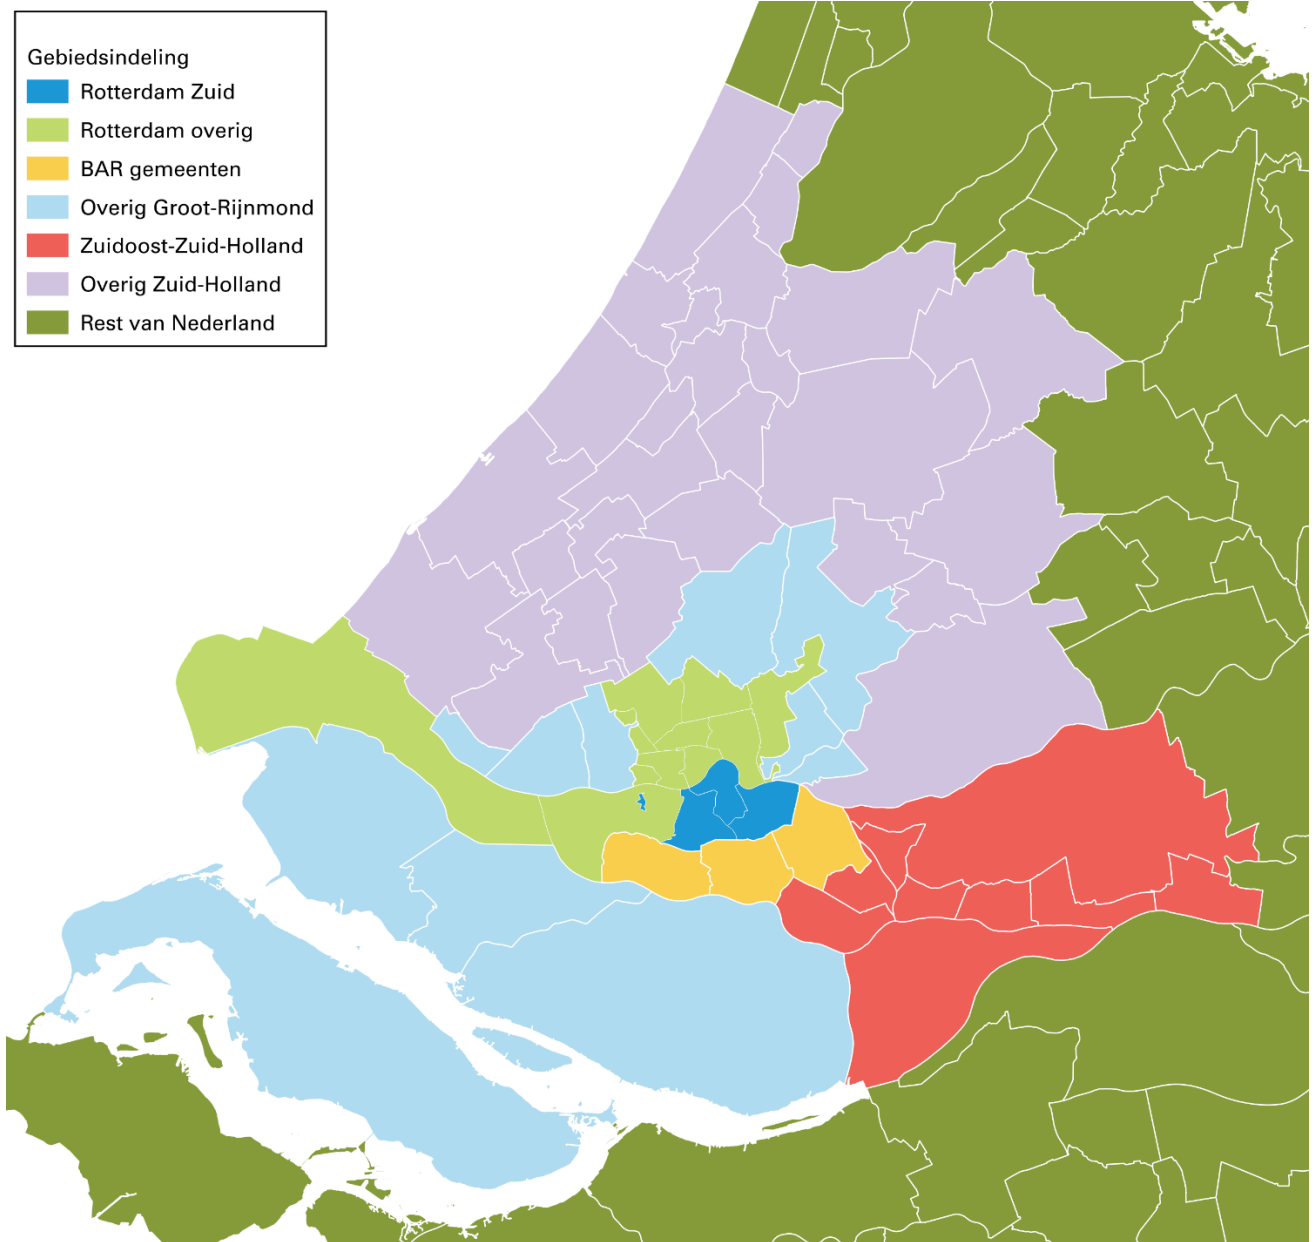 Gebiedsindeling
Rotterdam Zuid
Rotterdam overig
BAR gemeenten
Overig Groot-Rijnmond
Zuidoost-Zuid-Holland
Overig Zuid-Holland
Rest van Nederland